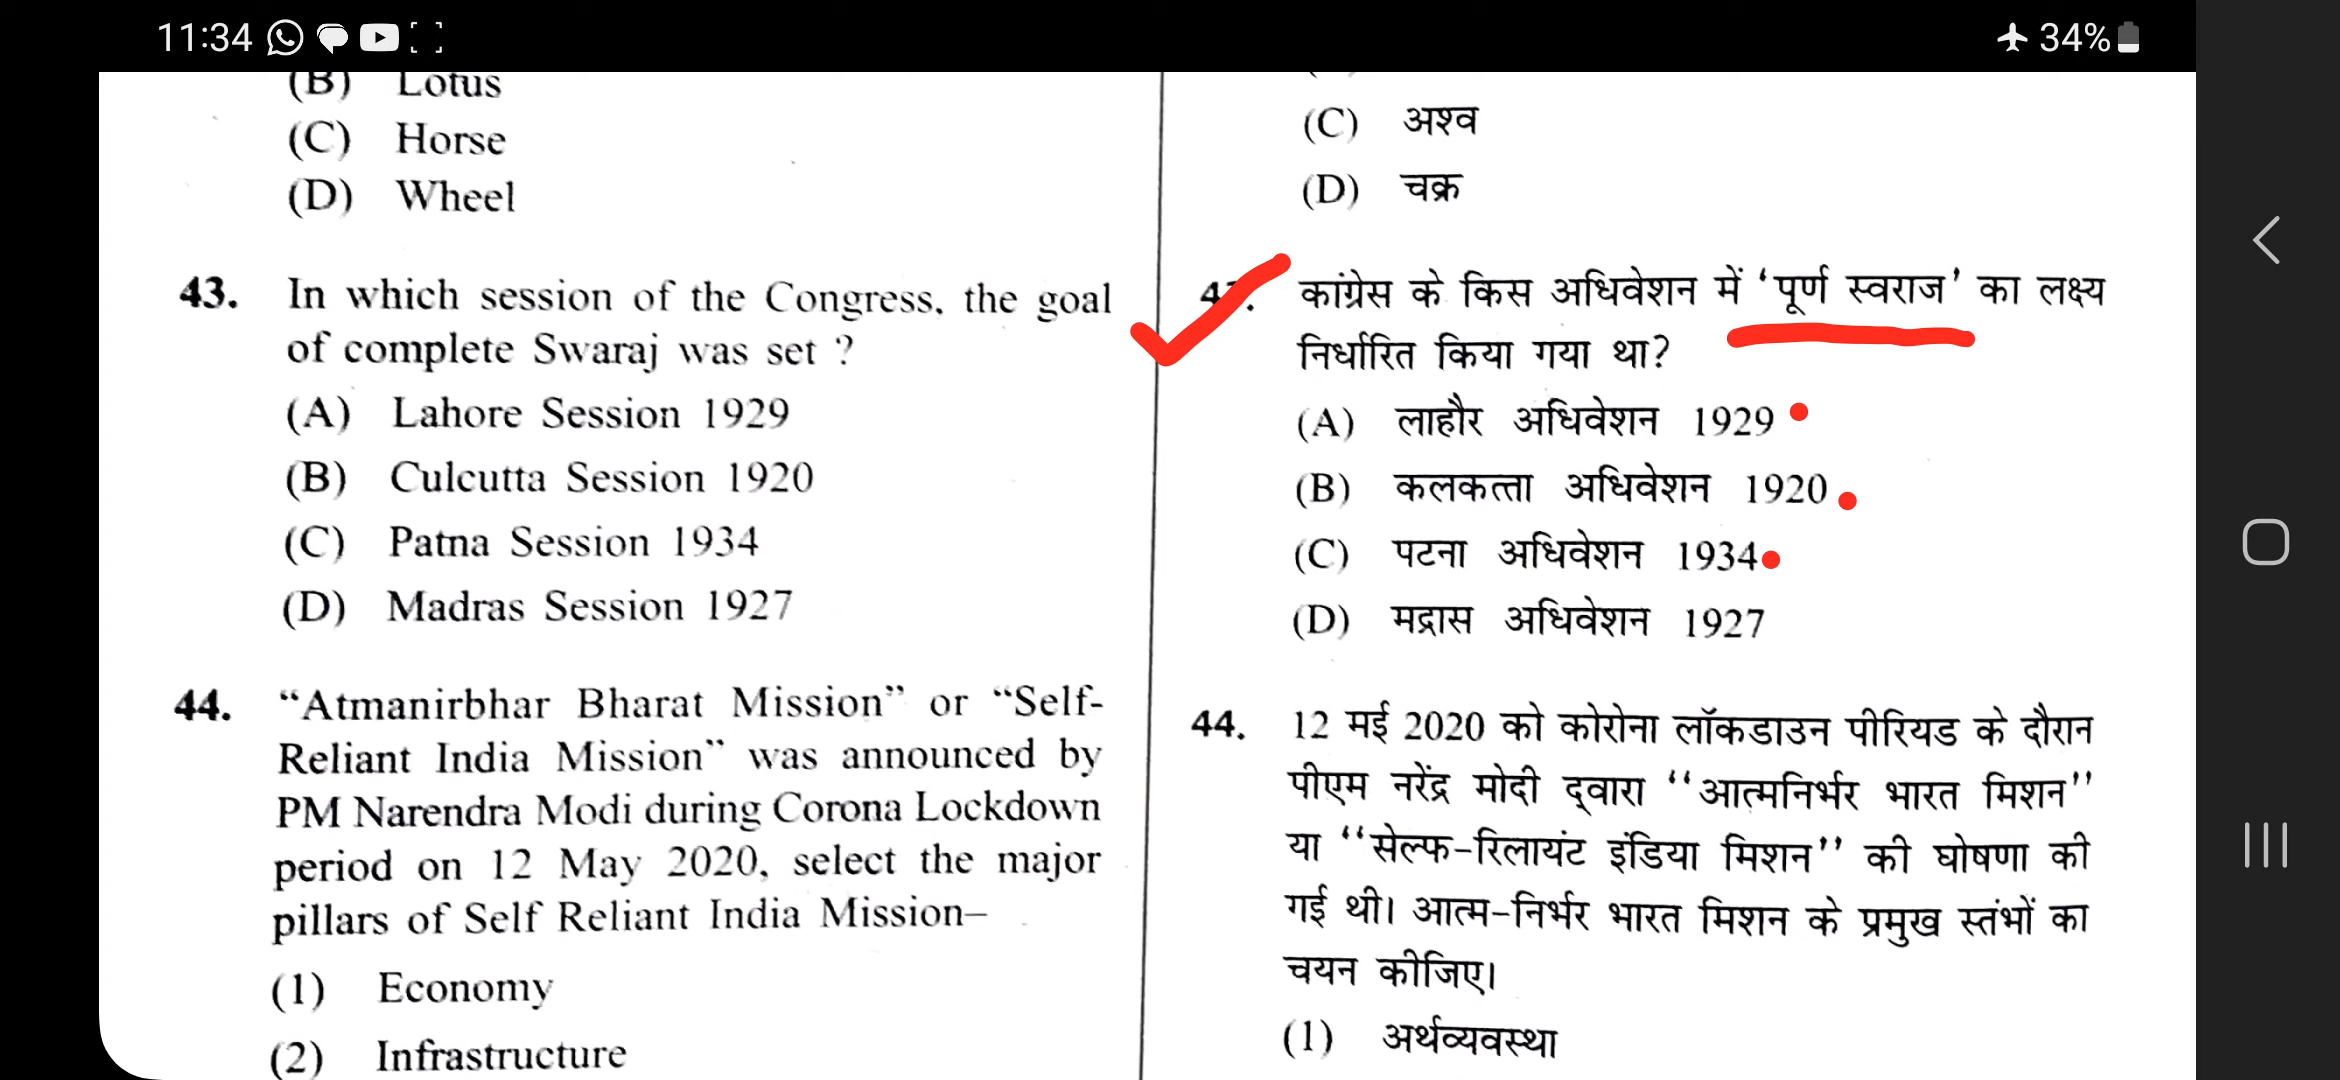 11:34
34%
(B) Lotus
(C) Horse
(D) Wheel
43. In which session of the Congress, the goal
of complete Swaraj was set ?
(A) Lahore Session 1929
(B) Culcutta Session 1920
(C) Patna Session 1934
(D) Madras Session 1927
44. “Atmanirbhar Bharat Mission” or “Self-
Reliant India Mission” was announced by
PM Narendra Modi during Corona Lockdown
period on 12 May 2020, select the major
pillars of Self Reliant India Mission–
(1) Economy
(2) Infrastructure
(C) अश्व
(D) चक्र
कांग्रेस के किस अधिवेशन में ‘पूर्ण स्वराज’ का लक्ष्य
निर्धारित किया गया था?
(A) लाहौर अधिवेशन 1929
(B) कलकत्ता अधिवेशन 1920
(C) पटना अधिवेशन 1934
(D) मद्रास अधिवेशन 1927
44. 12 मई 2020 को कोरोना लॉकडाउन पीरियड के दौरान
पीएम नरेंद्र मोदी द्वारा ‘‘आत्मनिर्भर भारत मिशन’’
या ‘‘सेल्फ-रिलायंट इंडिया मिशन’’ की घोषणा की
गई थी। आत्म-निर्भर भारत मिशन के प्रमुख स्तंभों का
चयन कीजिए।
(1) अर्थव्यवस्था